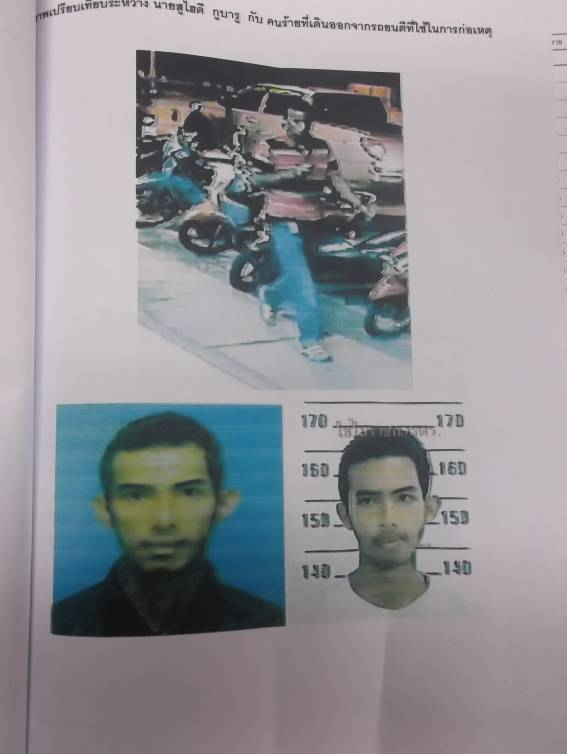 ภาพเปรียบเทียบระหว่าง นายสูไฮดี กูบารู กับ คนร้ายที่เดินออกจากรถยนต์ที่ใช้ในการก่อเหตุ
170 170
160 160
150 150
140 140